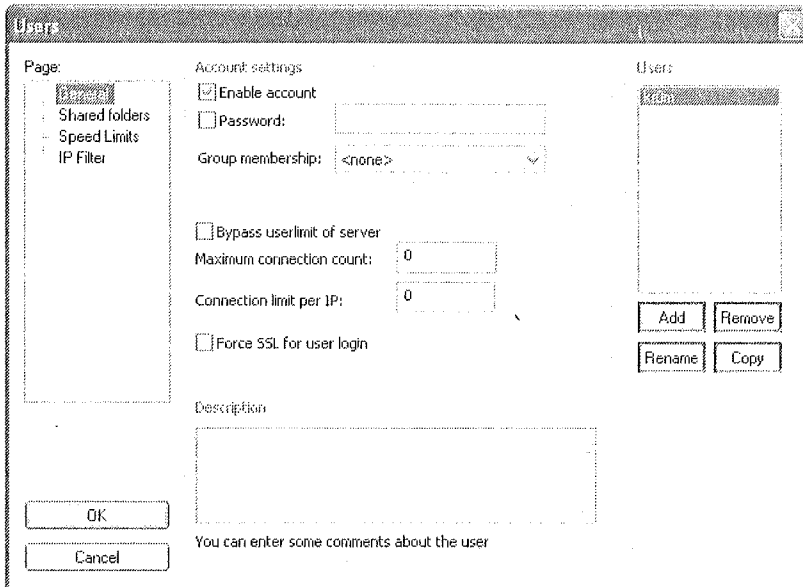 Users
Page:
General
Shared folders
Speed Limits
IP Filter
Account settings
Enable account
Password:
Group membership:
<none>
Bypass userlimit of server
Maximum connection count:
0
Connection limit per IP:
0
Force SSL for user login
Description
You can enter some comments about the user
Users
Add
Remove
Rename
Copy
OK
Cancel